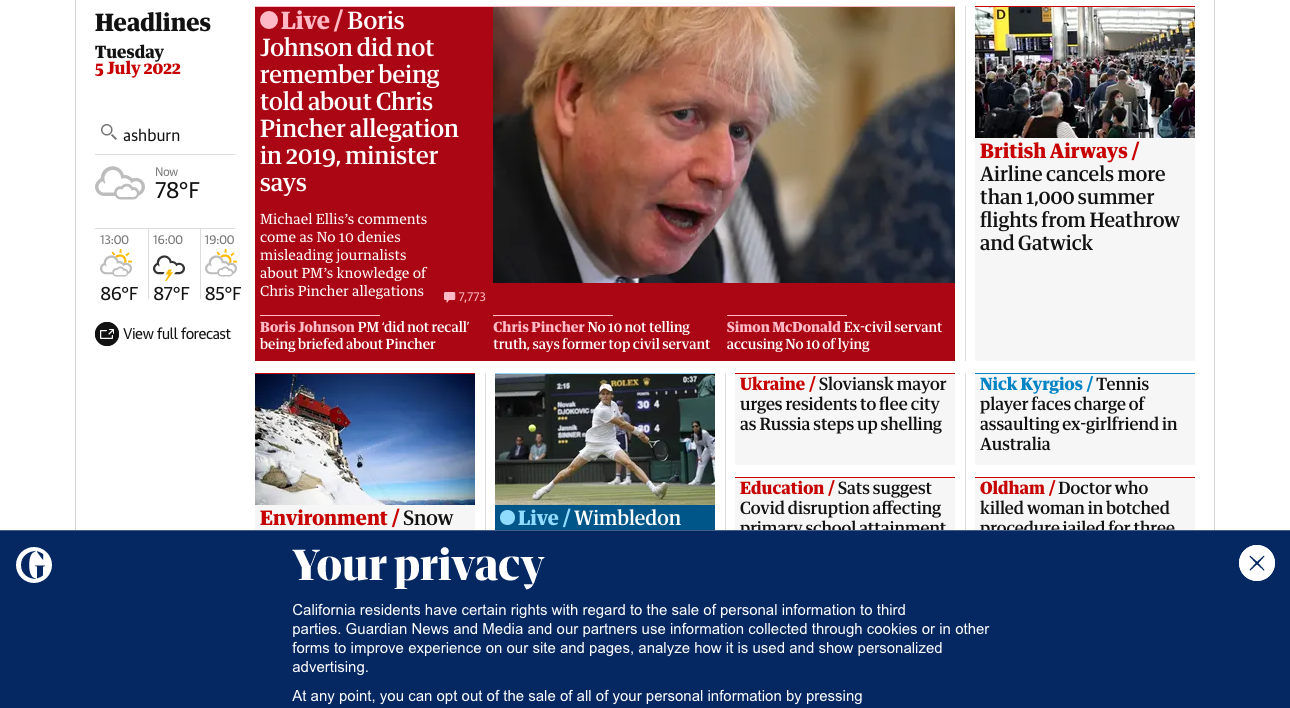 Headlines
Tuesday
5 July 2022
ashburn
Now
78°F
13:00
16:00
19:00
86°F
87°F
85°F
View full forecast
Live / Boris
Johnson did not
remember being
told about Chris
Pincher allegation
in 2019, minister
says
Michael Ellis’s comments
come as No 10 denies
misleading journalists
about PM’s knowledge of
Chris Pincher allegations
7,773
Boris Johnson PM ‘did not recall’
being briefed about Pincher
Chris Pincher No 10 not telling
truth, says former top civil servant
Simon McDonald Ex-civil servant
accusing No 10 of lying
D
British Airways /
Airline cancels more
than 1,000 summer
flights from Heathrow
and Gatwick
Environment / Snow
2:15
ROLEX
0:37
Novak
DJOKOVIC
30 4
Jannik
SINNER
30 4
Live / Wimbledon
Ukraine / Sloviansk mayor
urges residents to flee city
as Russia steps up shelling
Nick Kyrgios / Tennis
player faces charge of
assaulting ex-girlfriend in
Australia
Education / Sats suggest
Covid disruption affecting
primary school attainment
Oldham / Doctor who
killed woman in botched
procedure jailed for three
Your privacy
California residents have certain rights with regard to the sale of personal information to third
parties. Guardian News and Media and our partners use information collected through cookies or in other
forms to improve experience on our site and pages, analyze how it is used and show personalized
advertising.
At any point, you can opt out of the sale of all of your personal information by pressing